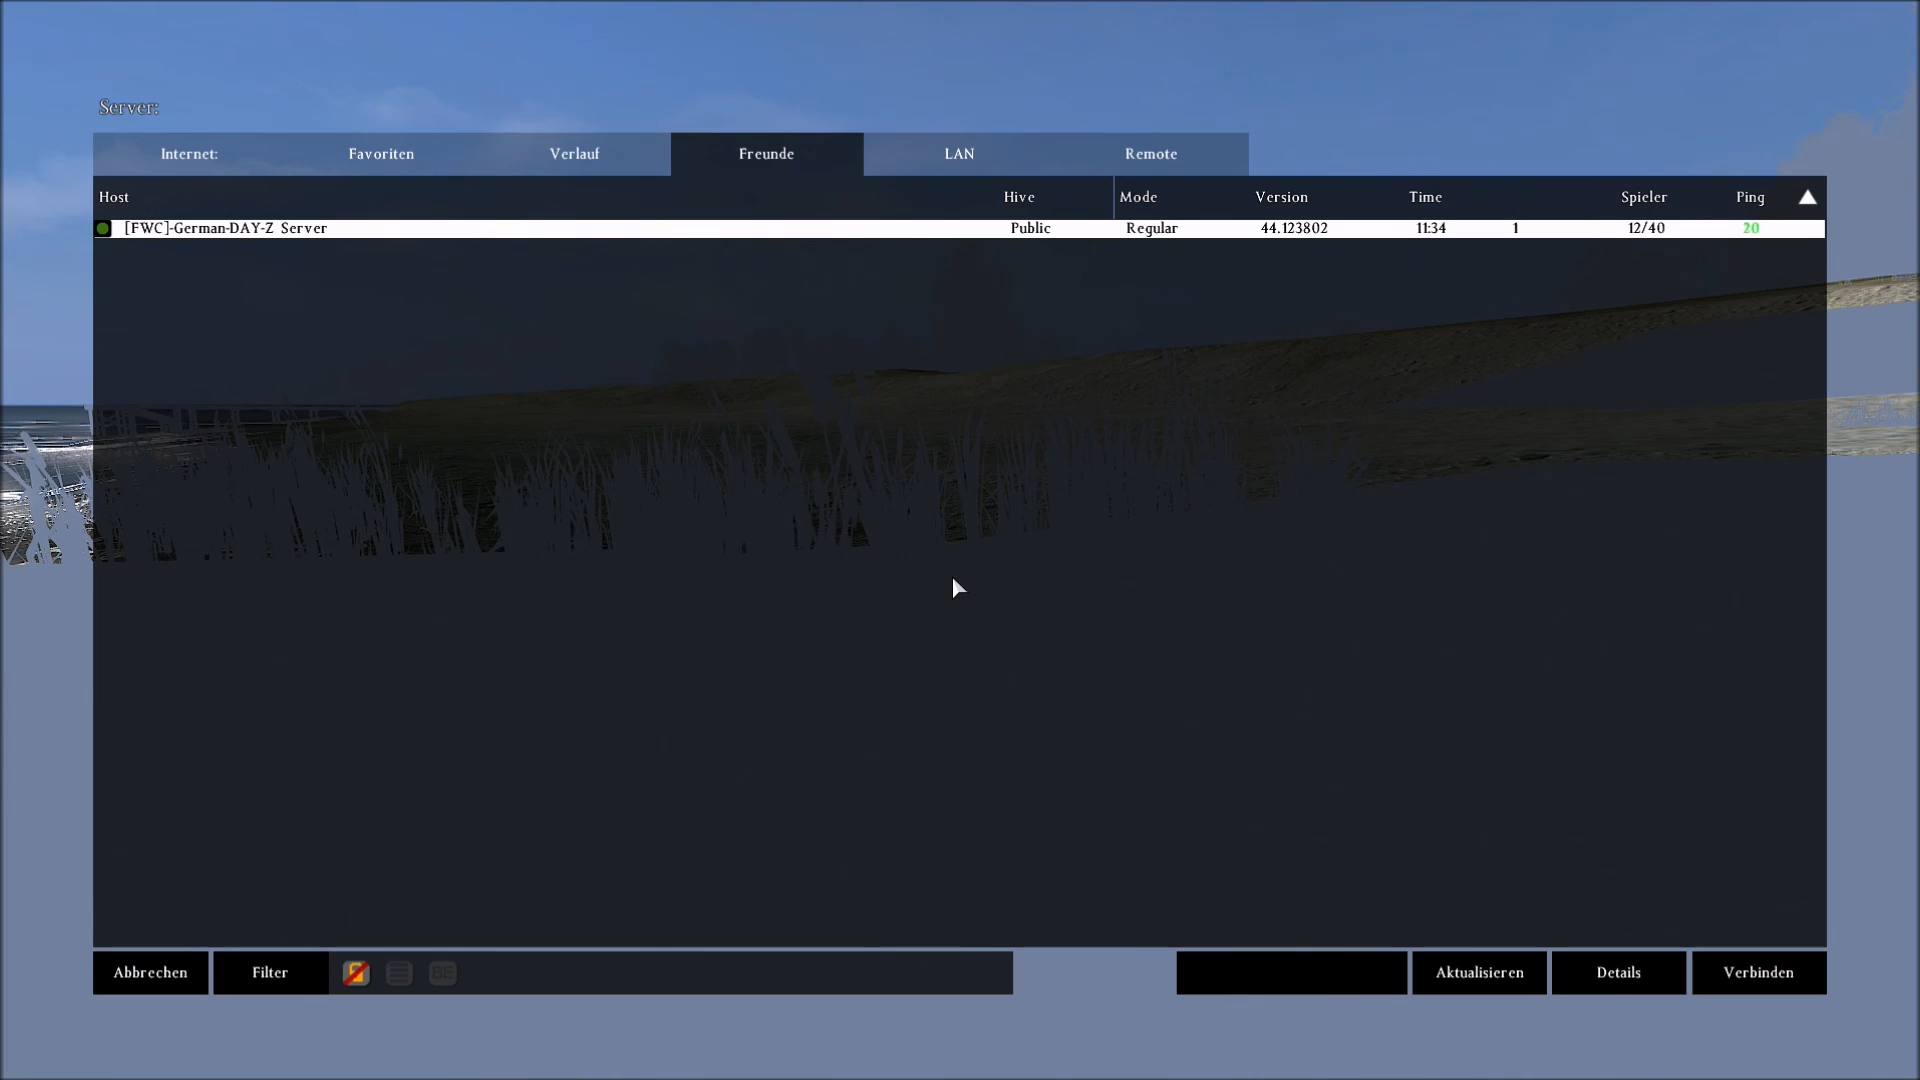 Server:
Internet: Favoriten Verlauf Freunde LAN Remote
Host Hive Mode Version Time Spieler Ping
[FWC]-German-DAY-Z Server Public Regular 44.123802 11:34 1 12/40 20
Abbrechen Filter BE Aktualisieren Details Verbinden